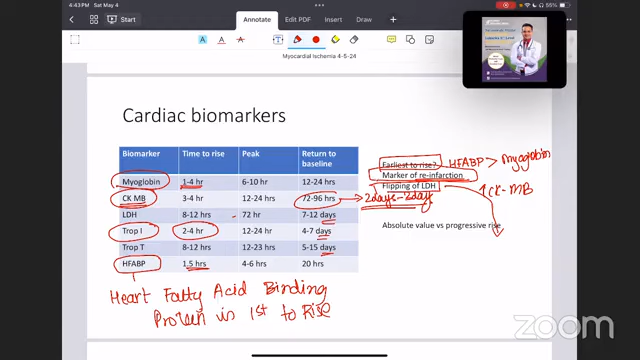 4:43 PM Sat May 4
55%
Start
Annotate
Edit PDF
Insert
Draw
Myocardial Ischemia 4-5-24
Cardiac biomarkers
Biomarker Time to rise Peak Return to baseline
Myoglobin 1-4 hr 6-10 hr 12-24 hrs
CK MB 3-4 hr 12-24 hr 72-96 hrs
LDH 8-12 hrs 72 hr 7-12 days
Trop I 2-4 hr 12-24 hr 4-7 days
Trop T 8-12 hrs 12-23 hrs 5-15 days
HFABP 1.5 hrs 4-6 hrs 20 hrs
Earliest to rise? HFABP > Myoglobin
Marker of re-infarction
Flipping of LDH
↑CK-MB
2days - 3days
Absolute value vs progressive rise
Heart Fatty Acid Binding
Protein is 1st to Rise
zoom